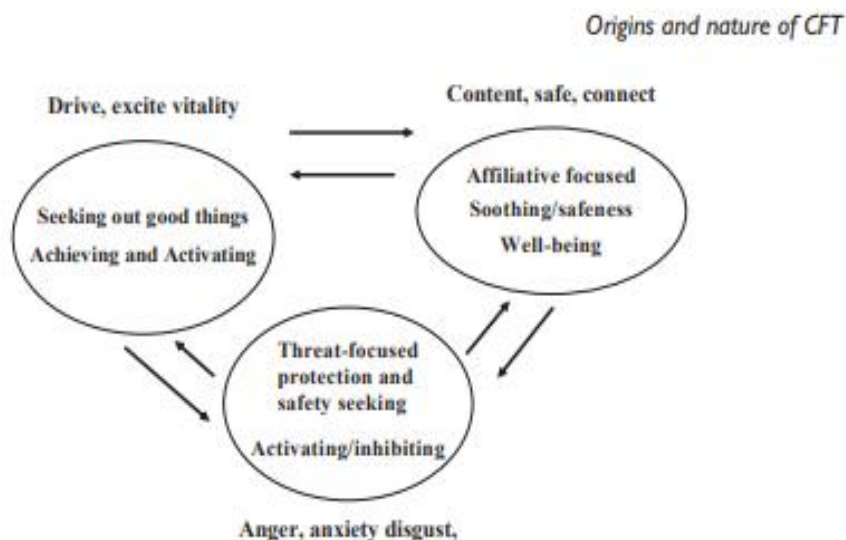 Origins and nature of CFT
Drive, excite vitality
Content, safe, connect
Seeking out good things
Achieving and Activating
Affiliative focused
Soothing/safeness
Well-being
Threat-focused
protection and
safety seeking
Activating/inhibiting
Anger, anxiety disgust,